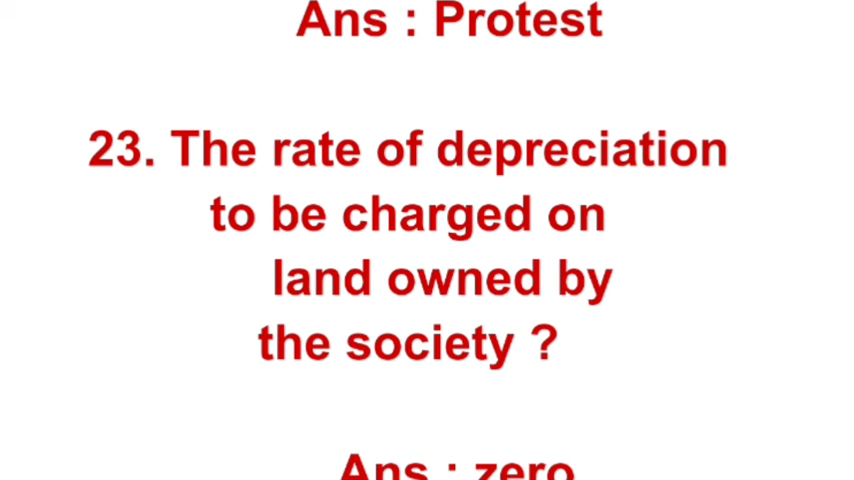 Ans : Protest
23. The rate of depreciation
to be charged on
land owned by
the society ?
Ans : zero